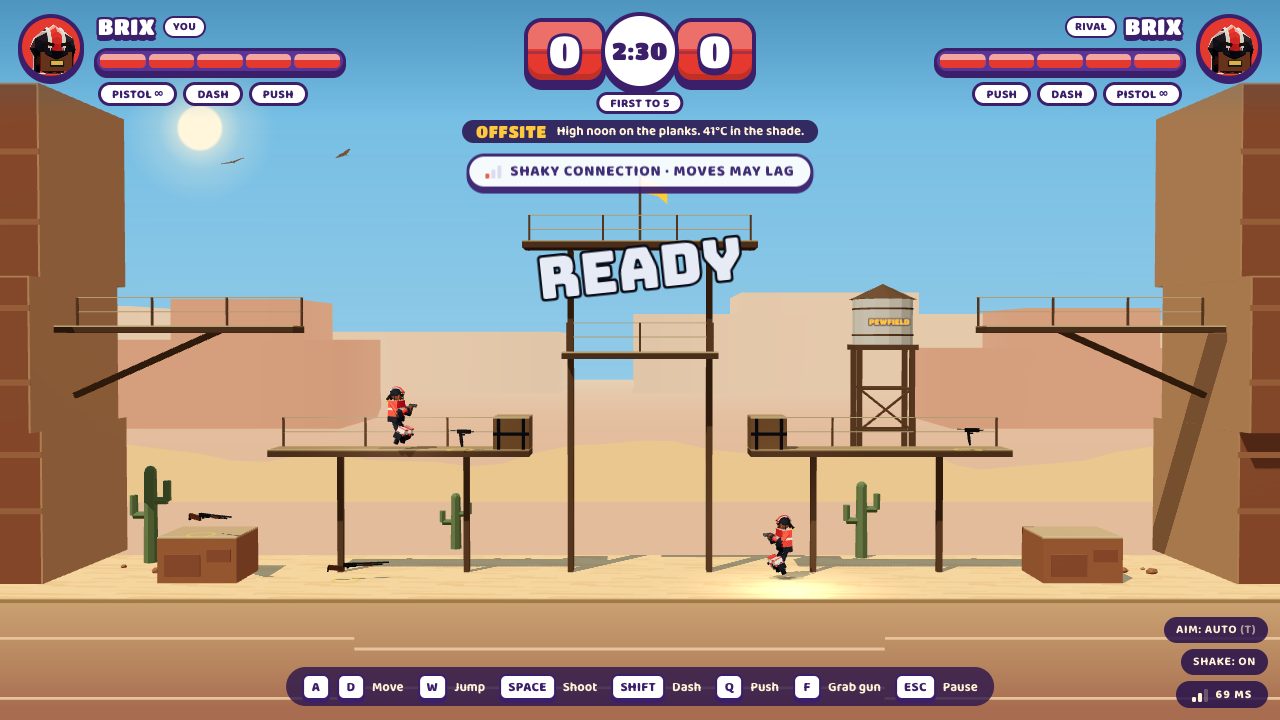 BRIX YOU
PISTOL ∞ DASH PUSH
0 2:30 0
FIRST TO 5
RIVAL BRIX
PUSH DASH PISTOL ∞
OFFSITE High noon on the planks. 41°C in the shade.
SHAKY CONNECTION · MOVES MAY LAG
READY
PEWFIELD
AIM: AUTO (T)
SHAKE: ON
69 MS
A D Move W Jump SPACE Shoot SHIFT Dash Q Push F Grab gun ESC Pause